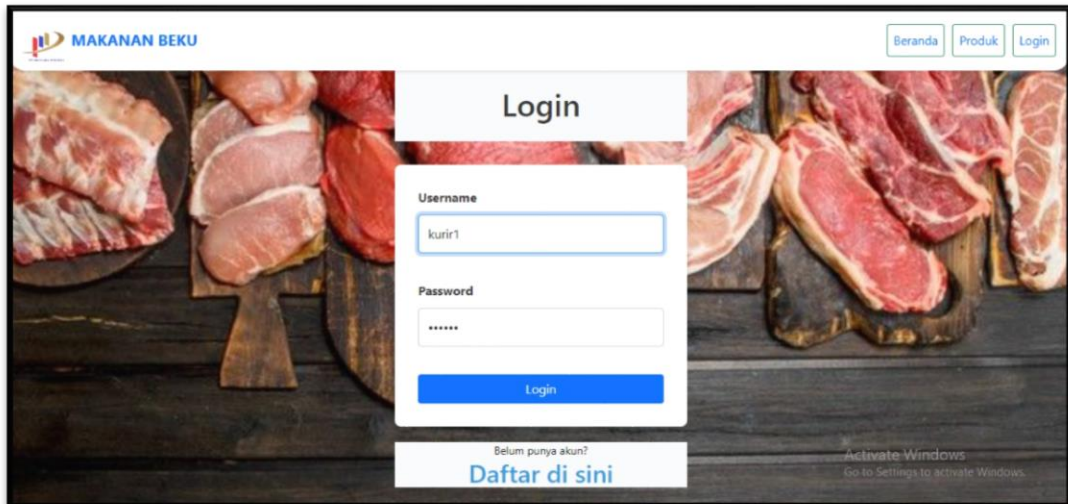 MAKANAN BEKU
Beranda Produk Login
Login
Username
kurir1
Password
••••••
Login
Belum punya akun?
Daftar di sini
Activate Windows
Go to Settings to activate Windows.